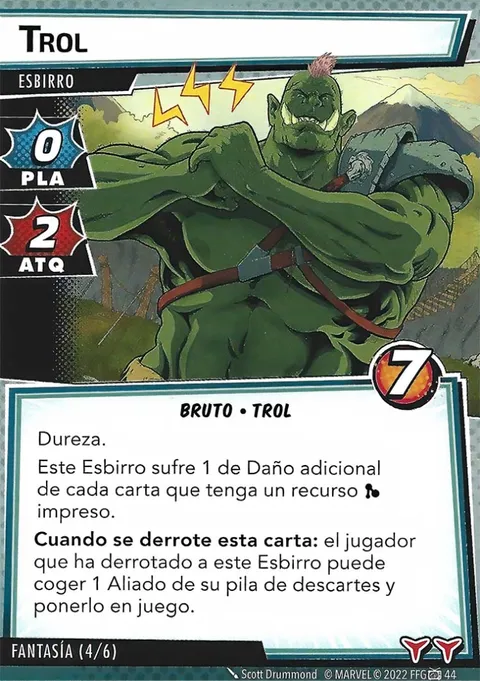 TROL
ESBIRRO
0
PLA
2
ATQ
7
BRUTO • TROL
Dureza.
Este Esbirro sufre 1 de Daño adicional
de cada carta que tenga un recurso
impreso.
Cuando se derrote esta carta: el jugador
que ha derrotado a este Esbirro puede
coger 1 Aliado de su pila de descartes y
ponerlo en juego.
FANTASÍA (4/6)
Scott Drummond © MARVEL © 2022 FFG 44